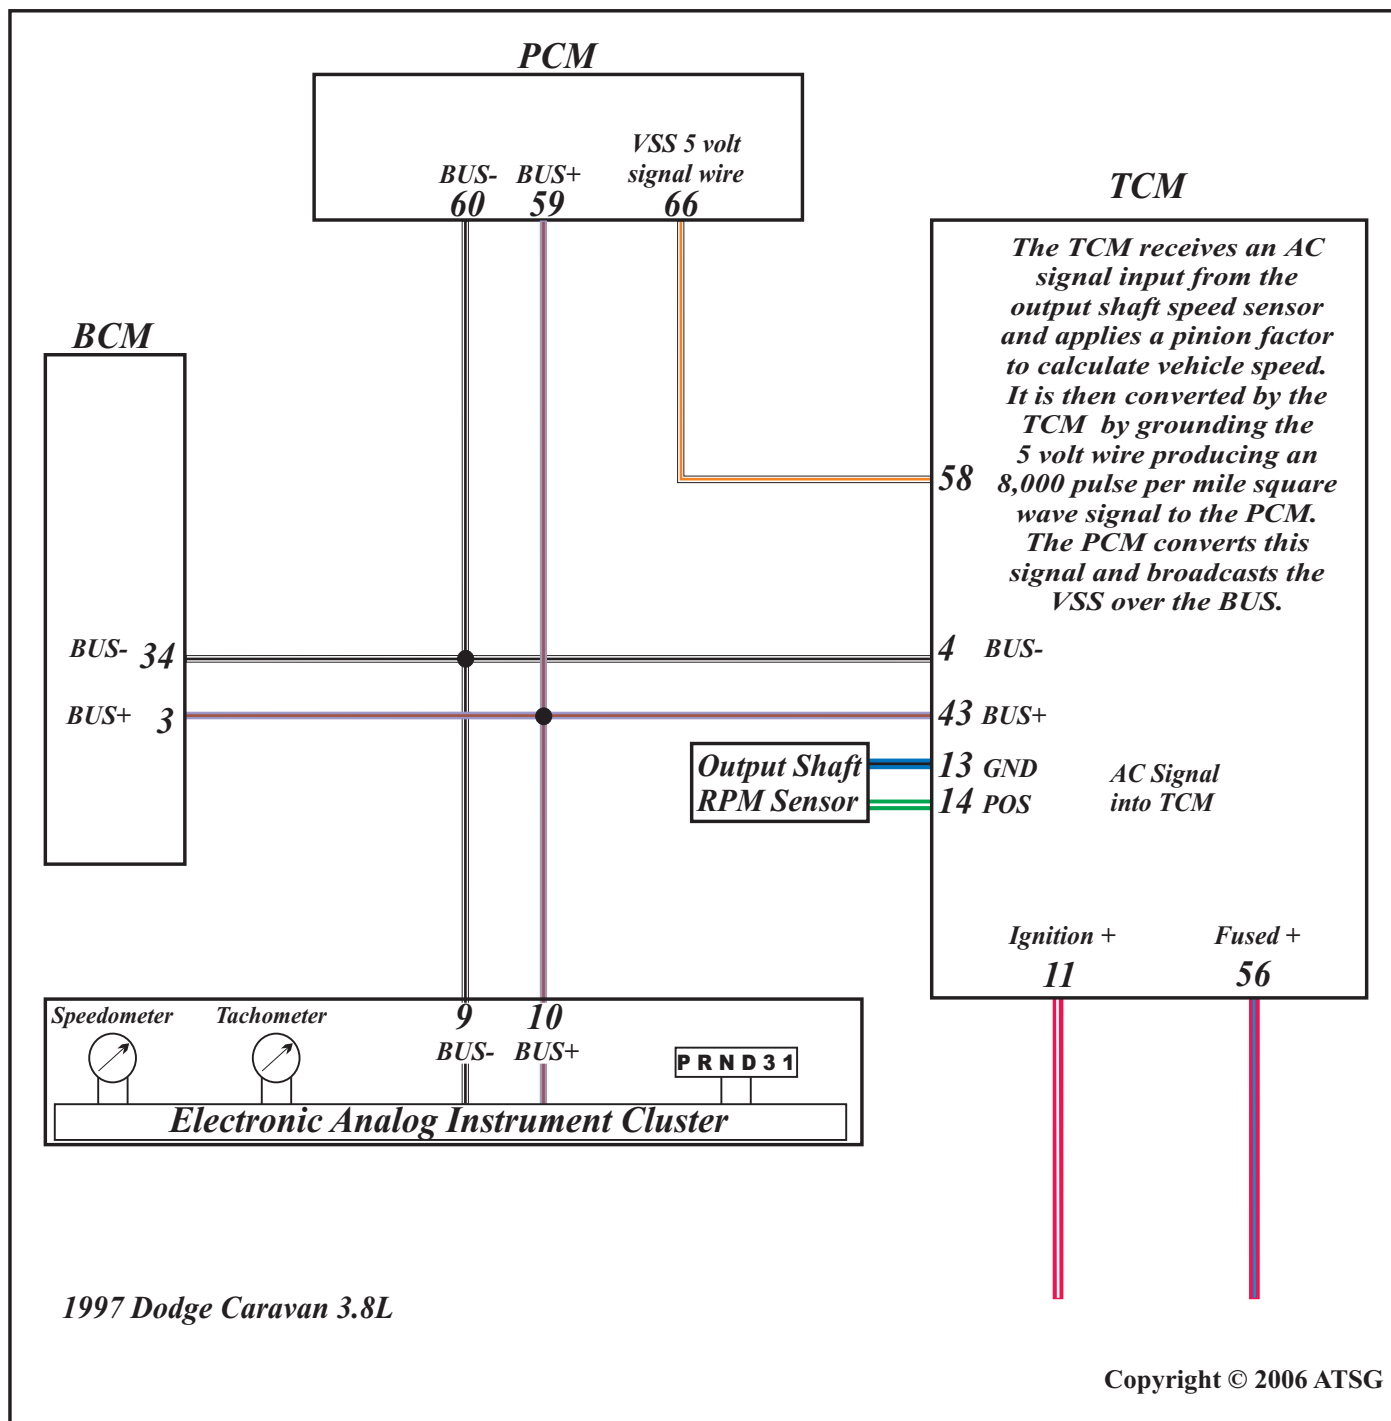 PCM
VSS 5 volt
signal wire
BUS- BUS+
60 59 66
TCM
The TCM receives an AC
signal input from the
output shaft speed sensor
and applies a pinion factor
to calculate vehicle speed.
It is then converted by the
TCM by grounding the
5 volt wire producing an
8,000 pulse per mile square
wave signal to the PCM.
The PCM converts this
signal and broadcasts the
VSS over the BUS.
58
BCM
BUS- 34
BUS+ 3
4 BUS-
43 BUS+
Output Shaft
RPM Sensor
13 GND
14 POS
AC Signal
into TCM
Ignition +
11
Fused +
56
Speedometer
Tachometer
9 10
BUS- BUS+
P R N D 3 1
Electronic Analog Instrument Cluster
1997 Dodge Caravan 3.8L
Copyright © 2006 ATSG